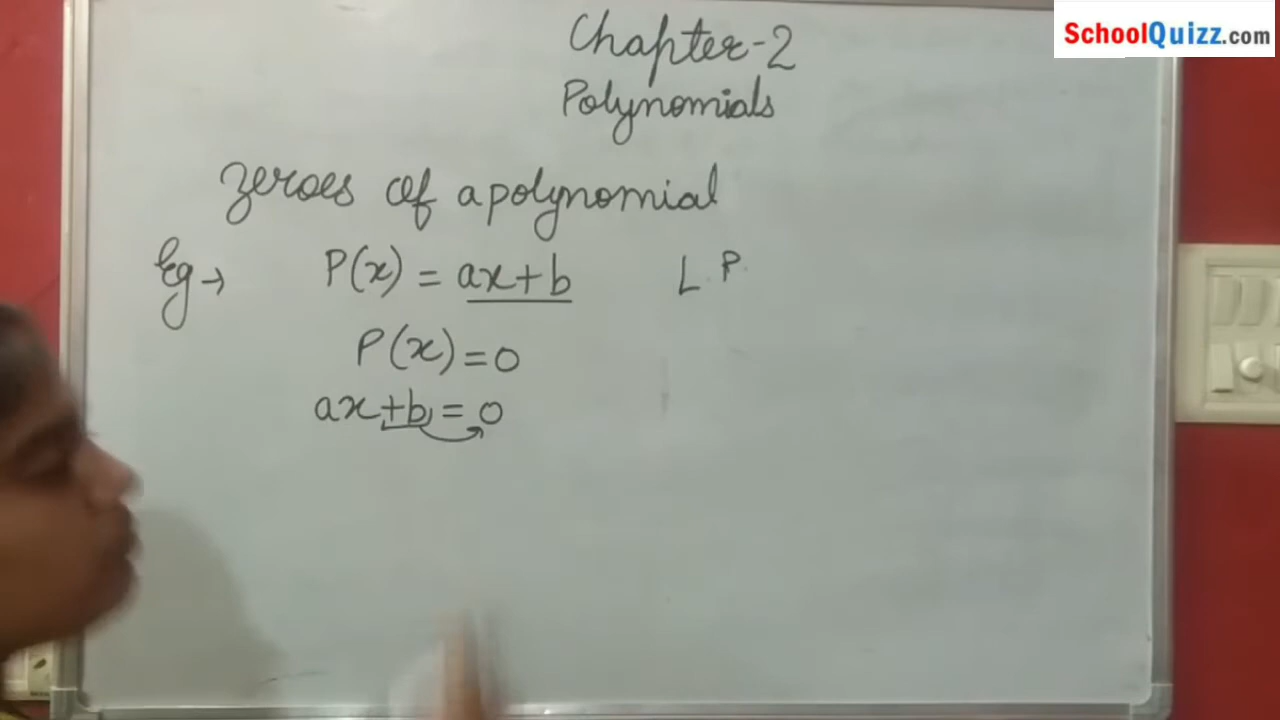 SchoolQuizz.com
Chapter-2
Polynomials
Zeroes of a polynomial
Eg→ P(x) = ax+b L.P.
P(x)=0
ax+b=0